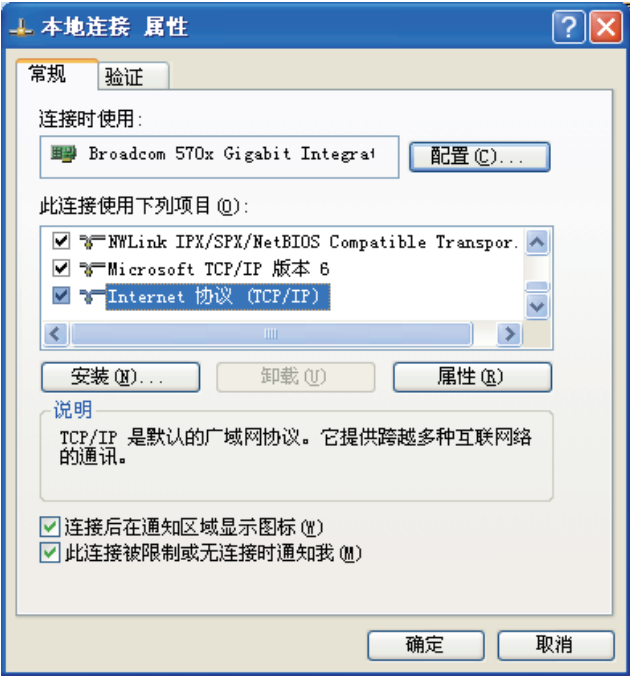 本地连接 属性
常规
验证
连接时使用:
Broadcom 570x Gigabit Integrat
配置(C)...
此连接使用下列项目(O):
NWLink IPX/SPX/NetBIOS Compatible Transpor.
Microsoft TCP/IP 版本 6
Internet 协议 (TCP/IP)
安装(N)...
卸载(U)
属性(R)
说明
TCP/IP 是默认的广域网协议。它提供跨越多种互联网络
的通讯。
连接后在通知区域显示图标(W)
此连接被限制或无连接时通知我(M)
确定
取消